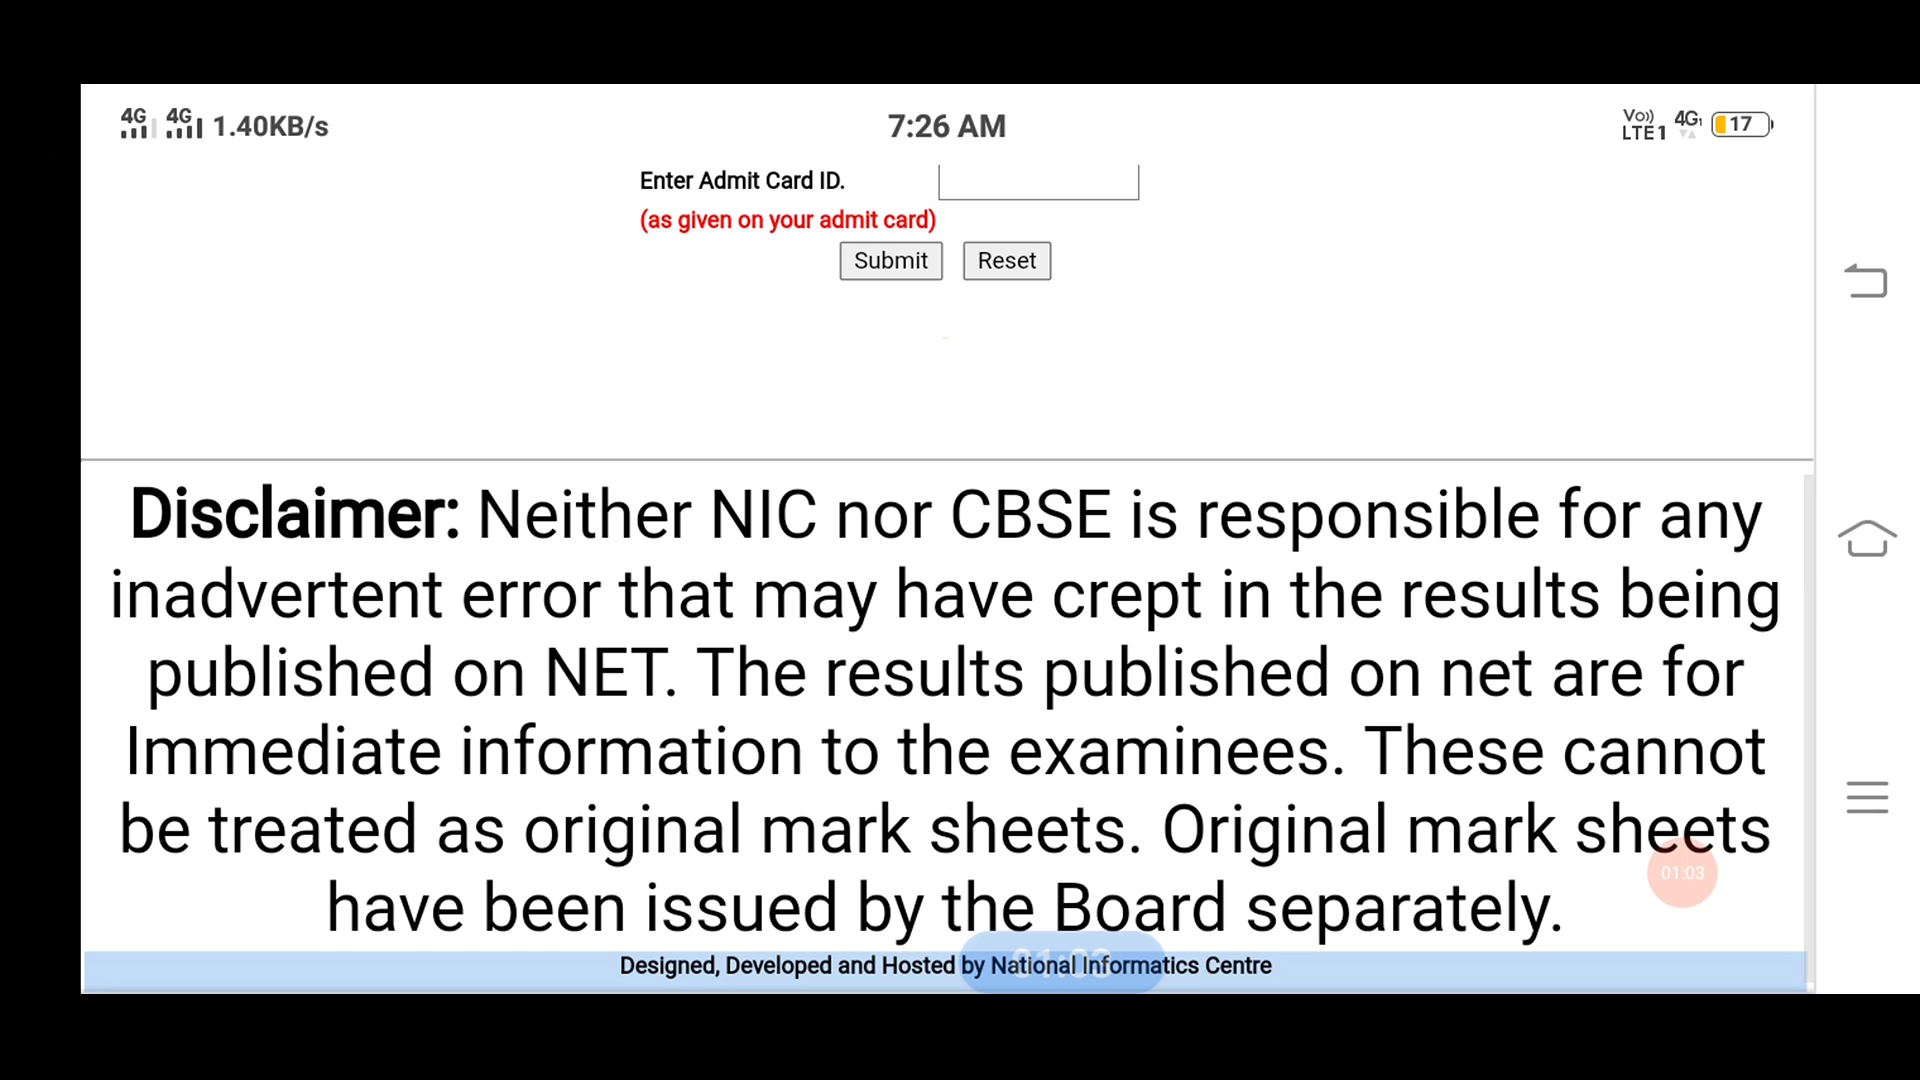 4G 4G 1.40KB/s 7:26 AM Vo)) LTE1 4G1 17
Enter Admit Card ID.
(as given on your admit card)
Submit Reset
Disclaimer: Neither NIC nor CBSE is responsible for any
inadvertent error that may have crept in the results being
published on NET. The results published on net are for
Immediate information to the examinees. These cannot
be treated as original mark sheets. Original mark sheets
01:03
have been issued by the Board separately.
Designed, Developed and Hosted by National Informatics Centre
01:03